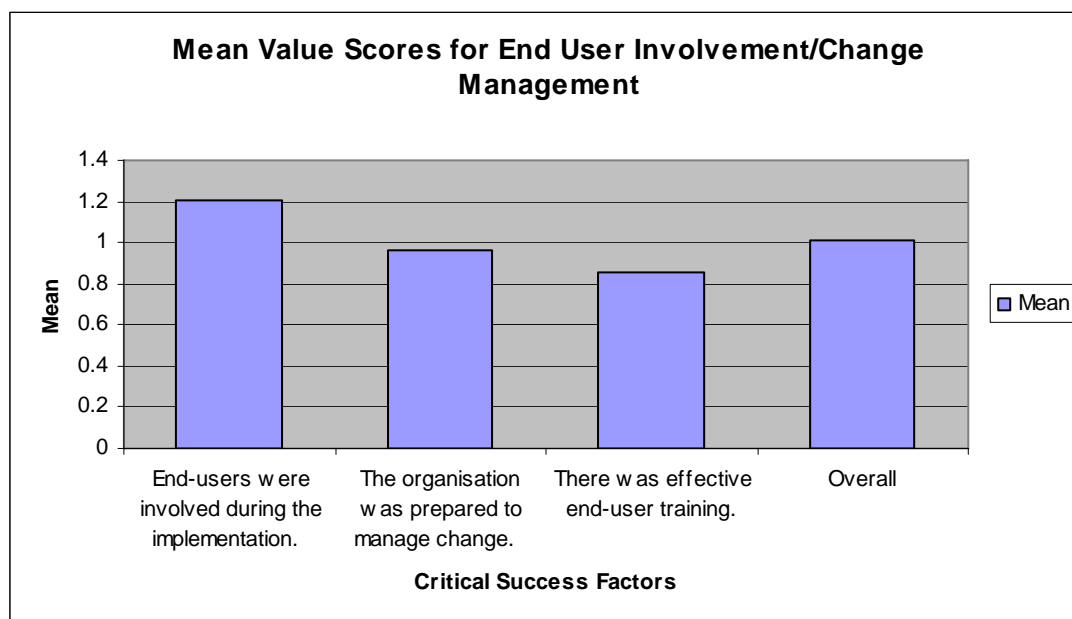 Mean Value Scores for End User Involvement/Change
Management
1.4
1.2
1
0.8
0.6
0.4
0.2
0
Mean
End-users were
involved during the
implementation.
The organisation
was prepared to
manage change.
There was effective
end-user training.
Overall
Critical Success Factors
Mean